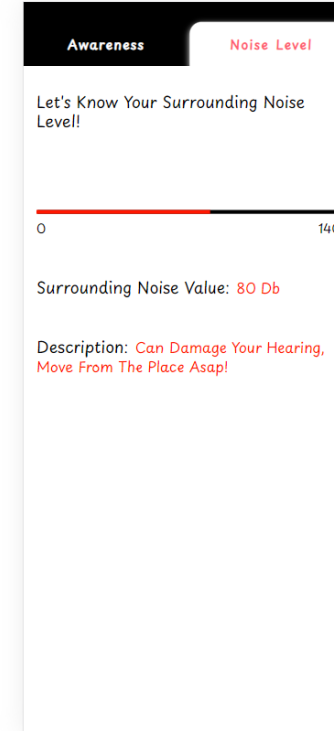 Awareness
Noise Level
Let's Know Your Surrounding Noise
Level!
0
Surrounding Noise Value: 80 Db
Description: Can Damage Your Hearing,
Move From The Place Asap!